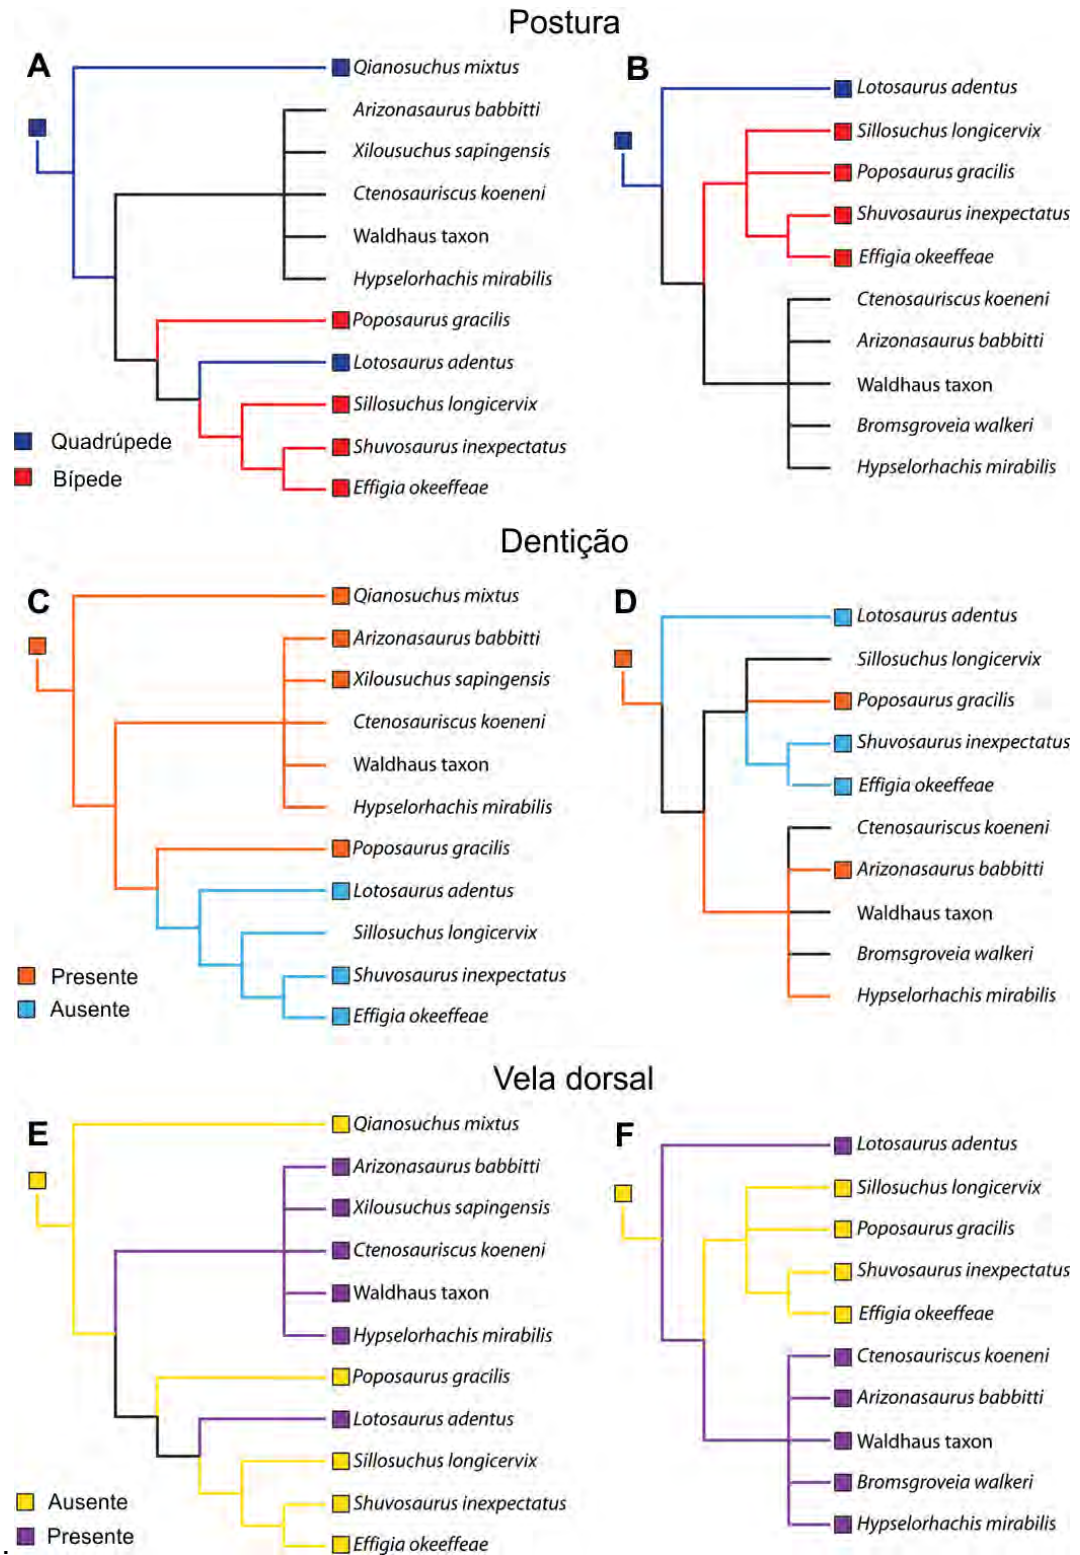 Postura
A
Qianosuchus mixtus
Arizonasaurus babbitti
Xilousuchus sapingensis
Ctenosauriscus koeneni
Waldhaus taxon
Hypselorhachis mirabilis
Poposaurus gracilis
Lotosaurus adentus
Sillosuchus longicervix
Shuvosaurus inexpectatus
Effigia okeeffeae
Quadrúpede
Bípede
B
Lotosaurus adentus
Sillosuchus longicervix
Poposaurus gracilis
Shuvosaurus inexpectatus
Effigia okeeffeae
Ctenosauriscus koeneni
Arizonasaurus babbitti
Waldhaus taxon
Bromsgroveia walkeri
Hypselorhachis mirabilis
Dentição
C
Qianosuchus mixtus
Arizonasaurus babbitti
Xilousuchus sapingensis
Ctenosauriscus koeneni
Waldhaus taxon
Hypselorhachis mirabilis
Poposaurus gracilis
Lotosaurus adentus
Sillosuchus longicervix
Shuvosaurus inexpectatus
Effigia okeeffeae
Presente
Ausente
D
Lotosaurus adentus
Sillosuchus longicervix
Poposaurus gracilis
Shuvosaurus inexpectatus
Effigia okeeffeae
Ctenosauriscus koeneni
Arizonasaurus babbitti
Waldhaus taxon
Bromsgroveia walkeri
Hypselorhachis mirabilis
Vela dorsal
E
Qianosuchus mixtus
Arizonasaurus babbitti
Xilousuchus sapingensis
Ctenosauriscus koeneni
Waldhaus taxon
Hypselorhachis mirabilis
Poposaurus gracilis
Lotosaurus adentus
Sillosuchus longicervix
Shuvosaurus inexpectatus
Effigia okeeffeae
Ausente
Presente
F
Lotosaurus adentus
Sillosuchus longicervix
Poposaurus gracilis
Shuvosaurus inexpectatus
Effigia okeeffeae
Ctenosauriscus koeneni
Arizonasaurus babbitti
Waldhaus taxon
Bromsgroveia walkeri
Hypselorhachis mirabilis
.